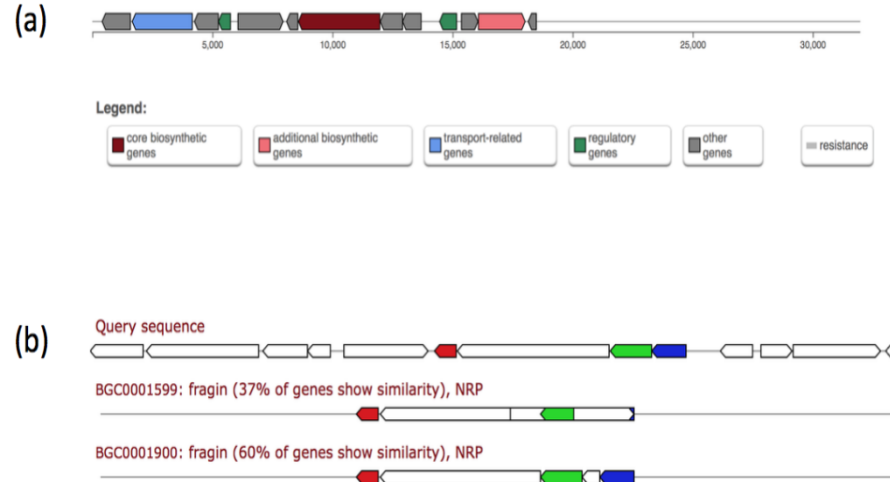 (a)
5,000 10,000 15,000 20,000 25,000 30,000
Legend:
core biosynthetic
genes
additional biosynthetic
genes
transport-related
genes
regulatory
genes
other
genes
resistance
(b)
Query sequence
BGC0001599: fragin (37% of genes show similarity), NRP
BGC0001900: fragin (60% of genes show similarity), NRP